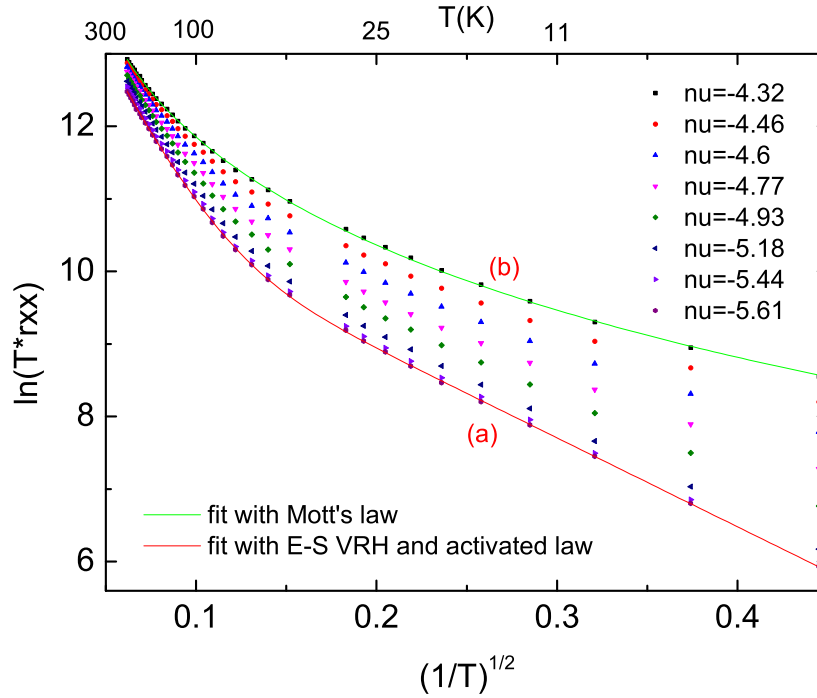 T(K)
300 100 25 11
nu=-4.32
nu=-4.46
nu=-4.6
nu=-4.77
nu=-4.93
nu=-5.18
nu=-5.44
nu=-5.61
12
10
8
6
ln(T*rxx)
(b)
(a)
fit with Mott's law
fit with E-S VRH and activated law
0.1 0.2 0.3 0.4
(1/T)^{1/2}